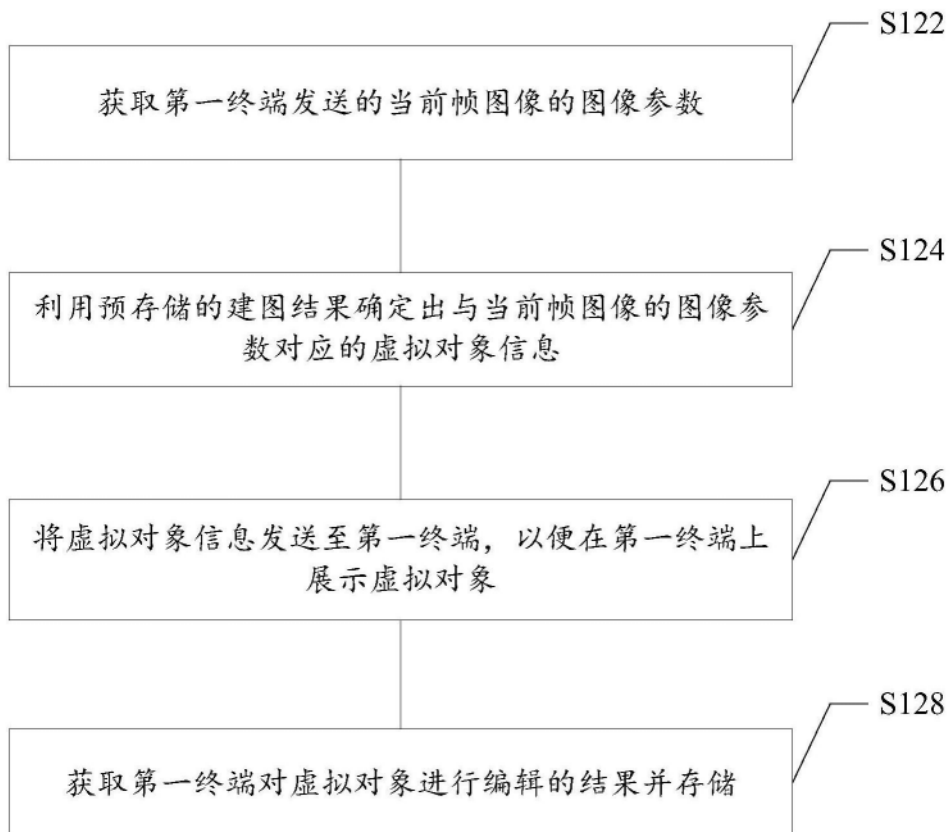 S122
获取第一终端发送的当前帧图像的图像参数
S124
利用预存储的建图结果确定出与当前帧图像的图像参
数对应的虚拟对象信息
S126
将虚拟对象信息发送至第一终端，以便在第一终端上
展示虚拟对象
S128
获取第一终端对虚拟对象进行编辑的结果并存储